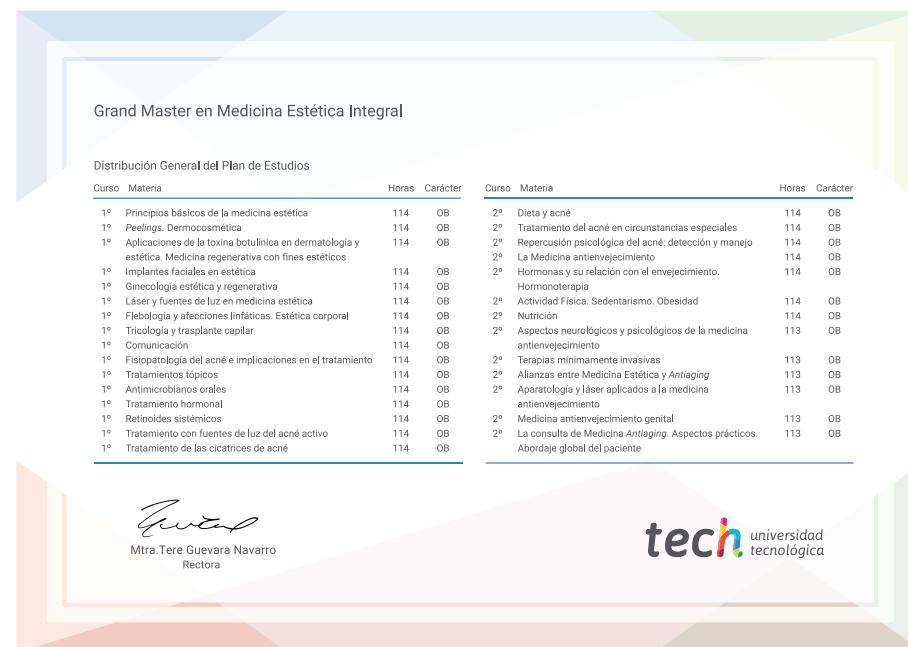 Grand Master en Medicina Estética Integral
Distribución General del Plan de Estudios
Curso Materia Horas Carácter
1º Principios básicos de la medicina estética 114 OB
1º Peelings. Dermocosmética 114 OB
1º Aplicaciones de la toxina botulínica en dermatología y 114 OB
estética. Medicina regenerativa con fines estéticos
1º Implantes faciales en estética 114 OB
1º Ginecología estética y regenerativa 114 OB
1º Láser y fuentes de luz en medicina estética 114 OB
1º Flebología y afecciones linfáticas. Estética corporal 114 OB
1º Tricología y trasplante capilar 114 OB
1º Comunicación 114 OB
1º Fisiopatología del acné e implicaciones en el tratamiento 114 OB
1º Tratamientos tópicos 114 OB
1º Antimicrobianos orales 114 OB
1º Tratamiento hormonal 114 OB
1º Retinoides sistémicos 114 OB
1º Tratamiento con fuentes de luz del acné activo 114 OB
1º Tratamiento de las cicatrices de acné 114 OB
Curso Materia Horas Carácter
2º Dieta y acné 114 OB
2º Tratamiento del acné en circunstancias especiales 114 OB
2º Repercusión psicológica del acné: detección y manejo 114 OB
2º La Medicina antienvejecimiento 114 OB
2º Hormonas y su relación con el envejecimiento. 114 OB
Hormonoterapia
2º Actividad Física. Sedentarismo. Obesidad 114 OB
2º Nutrición 114 OB
2º Aspectos neurológicos y psicológicos de la medicina 113 OB
antienvejecimiento
2º Terapias mínimamente invasivas 113 OB
2º Alianzas entre Medicina Estética y Antiaging 113 OB
2º Aparatología y láser aplicados a la medicina 113 OB
antienvejecimiento
2º Medicina antienvejecimiento genital 113 OB
2º La consulta de Medicina Antiaging. Aspectos prácticos. 113 OB
Abordaje global del paciente
Mtra.Tere Guevara Navarro
Rectora
tech universidad
tecnológica